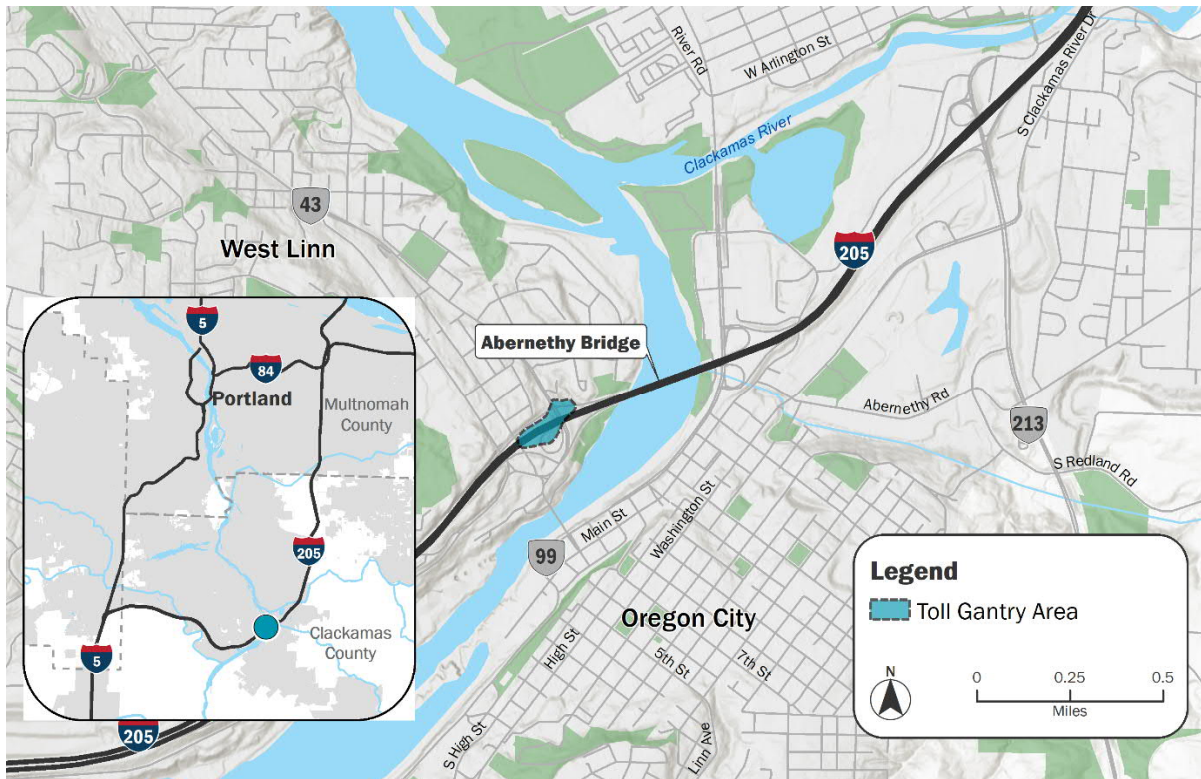 River Rd
W Arlington St
S Clackamas River Dr
Clackamas River
43
West Linn
205
Abernethy Bridge
Abernethy Rd
213
S Redland Rd
Main St
Washington St
99
Oregon City
High St
5th St
7th St
S High St
Linn Ave
205
5
84
Portland
Multnomah
County
205
Clackamas
County
5
Legend
Toll Gantry Area
N
0
0.25
0.5
Miles